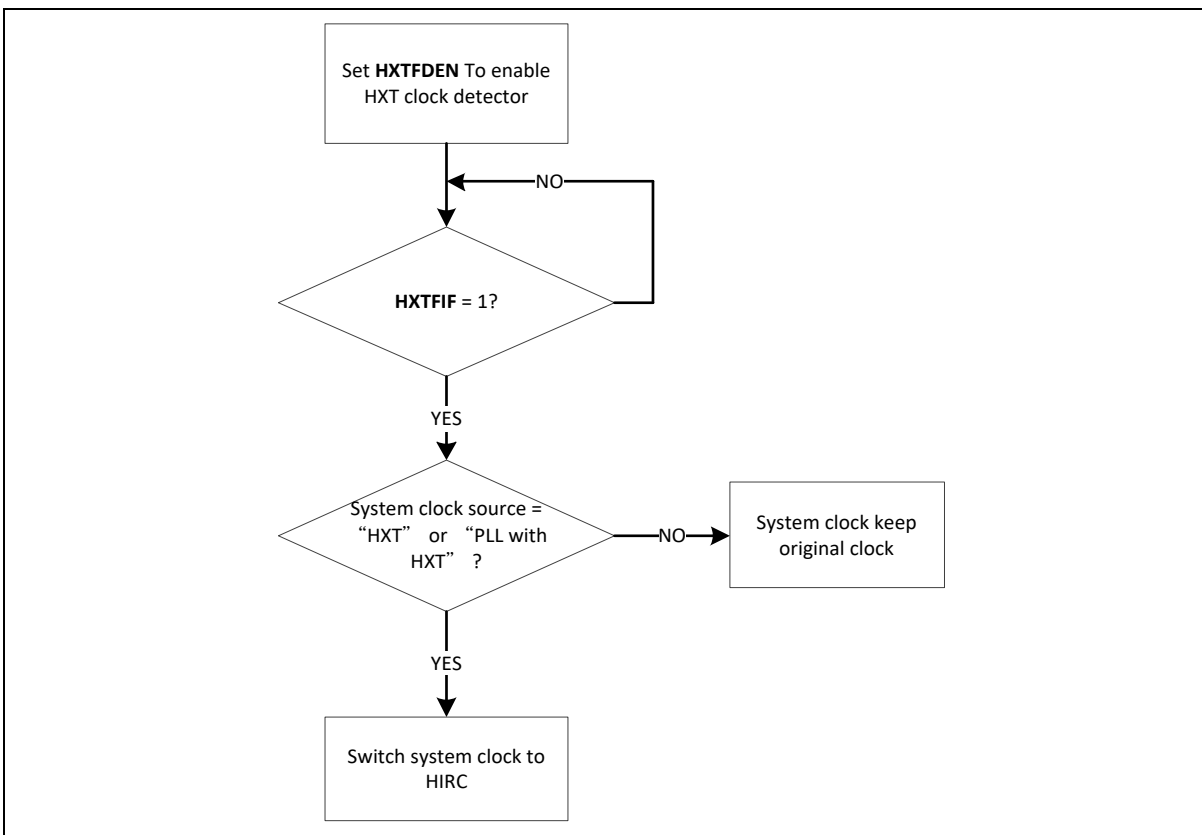 Set HXTFDEN To enable
HXT clock detector
NO
HXTFIF = 1?
YES
System clock source =
“HXT” or “PLL with
HXT” ?
NO
System clock keep
original clock
YES
Switch system clock to
HIRC